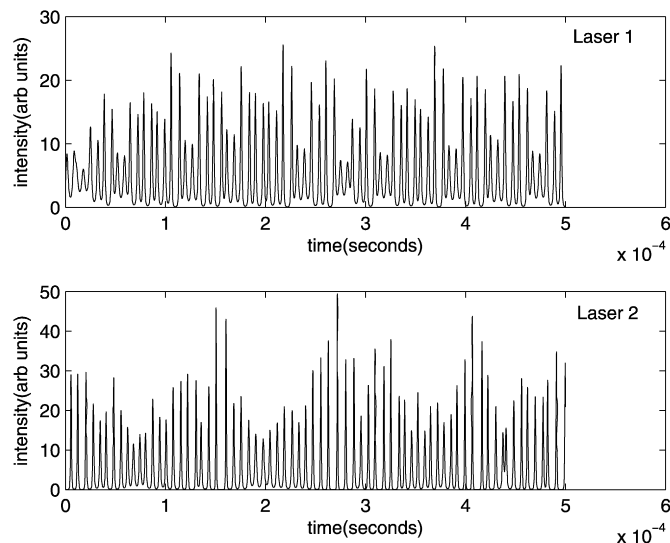 30
Laser 1
20
10
0
intensity(arb units)
0 1 2 3 4 5 6
time(seconds)
x 10⁻⁴
50
Laser 2
40
30
20
10
0
intensity(arb units)
0 1 2 3 4 5 6
time(seconds)
x 10⁻⁴